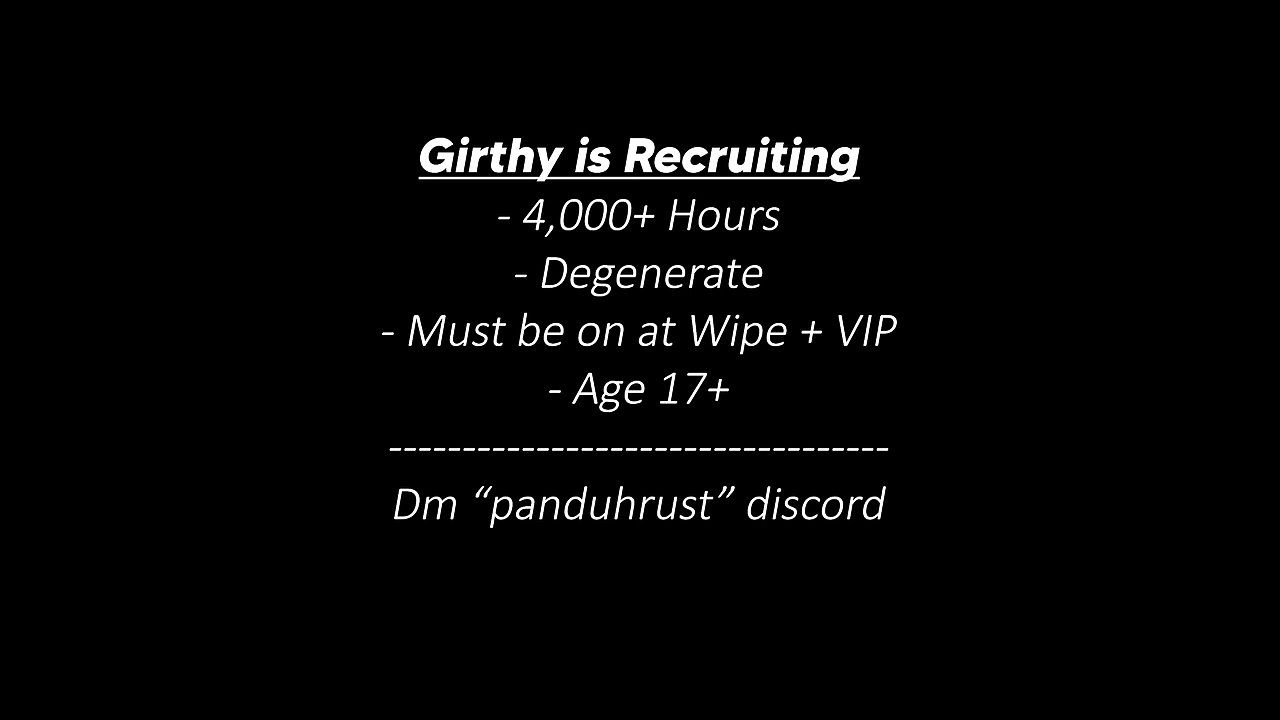 Girthy is Recruiting
- 4,000+ Hours
- Degenerate
- Must be on at Wipe + VIP
- Age 17+
----------------------------------
Dm “panduhrust” discord